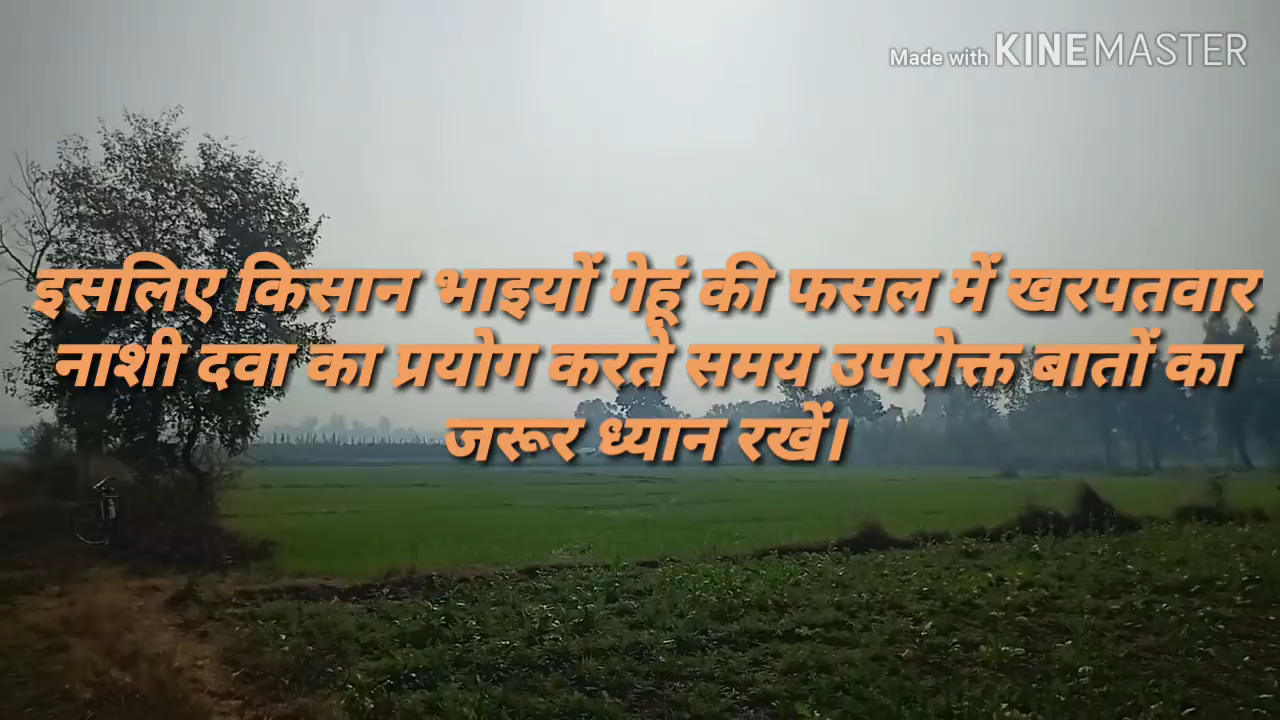 Made with KINEMASTER
इसलिए किसान भाइयों गेहूं की फसल में खरपतवार
नाशी दवा का प्रयोग करते समय उपरोक्त बातों का
जरूर ध्यान रखें।